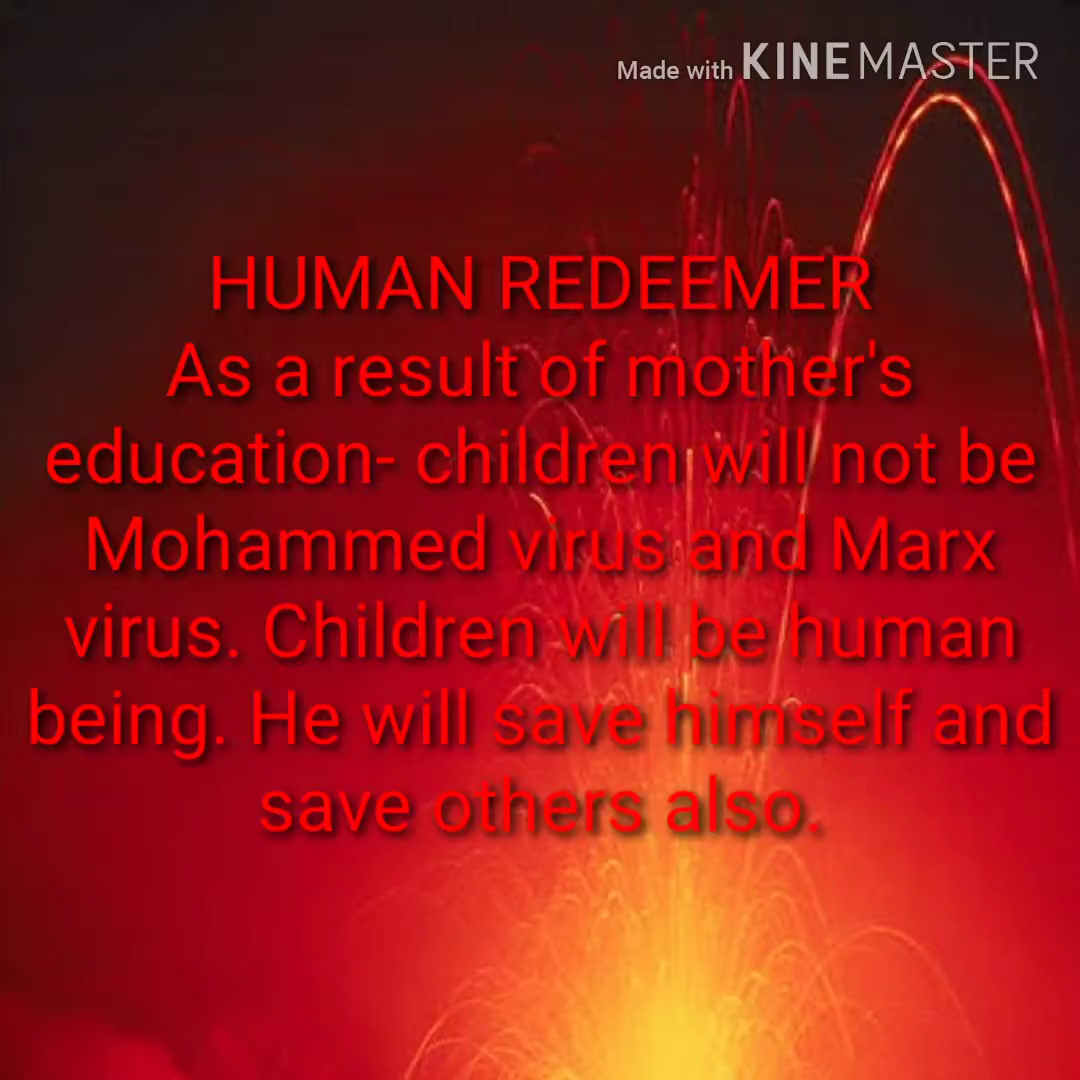 Made with KINEMASTER
HUMAN REDEEMER
As a result of mother's
education- children will not be
Mohammed virus and Marx
virus. Children will be human
being. He will save himself and
save others also.